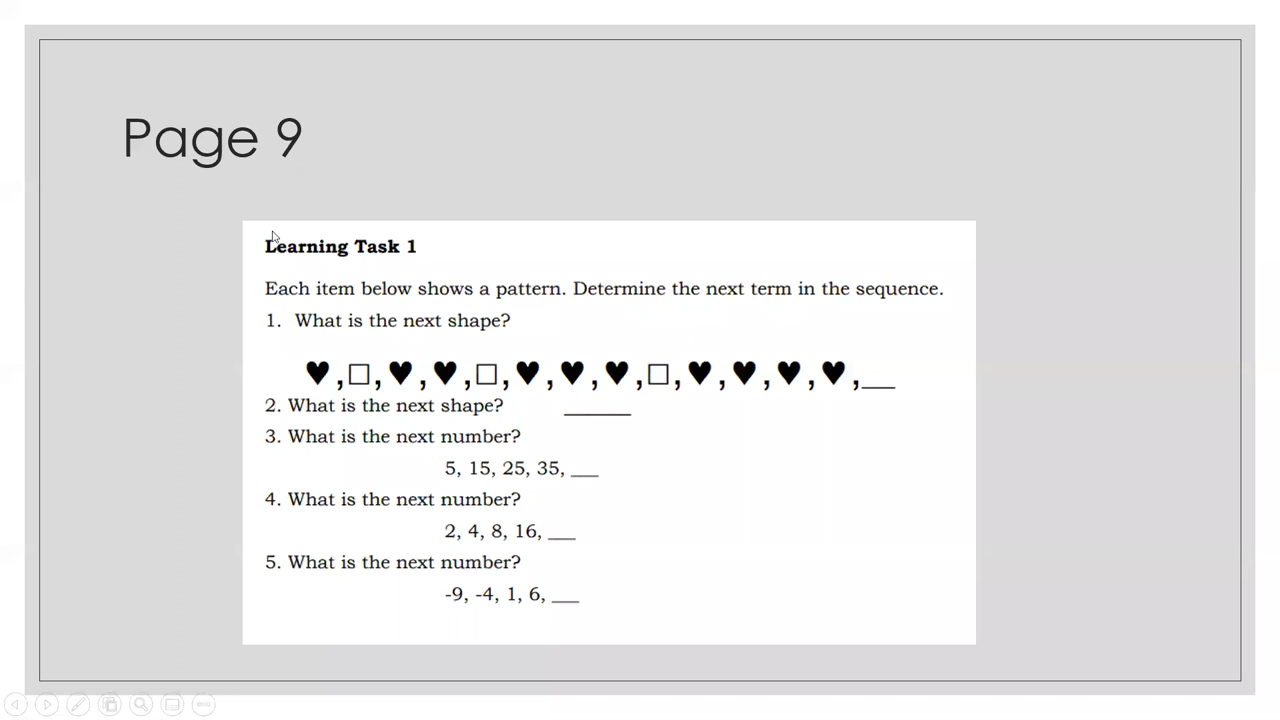 Page 9
Learning Task 1
Each item below shows a pattern. Determine the next term in the sequence.
1. What is the next shape?
♥,□,♥,♥,□,♥,♥,♥,□,♥,♥,♥,♥,___
2. What is the next shape? _______
3. What is the next number?
5, 15, 25, 35, ___
4. What is the next number?
2, 4, 8, 16, ___
5. What is the next number?
-9, -4, 1, 6, ___